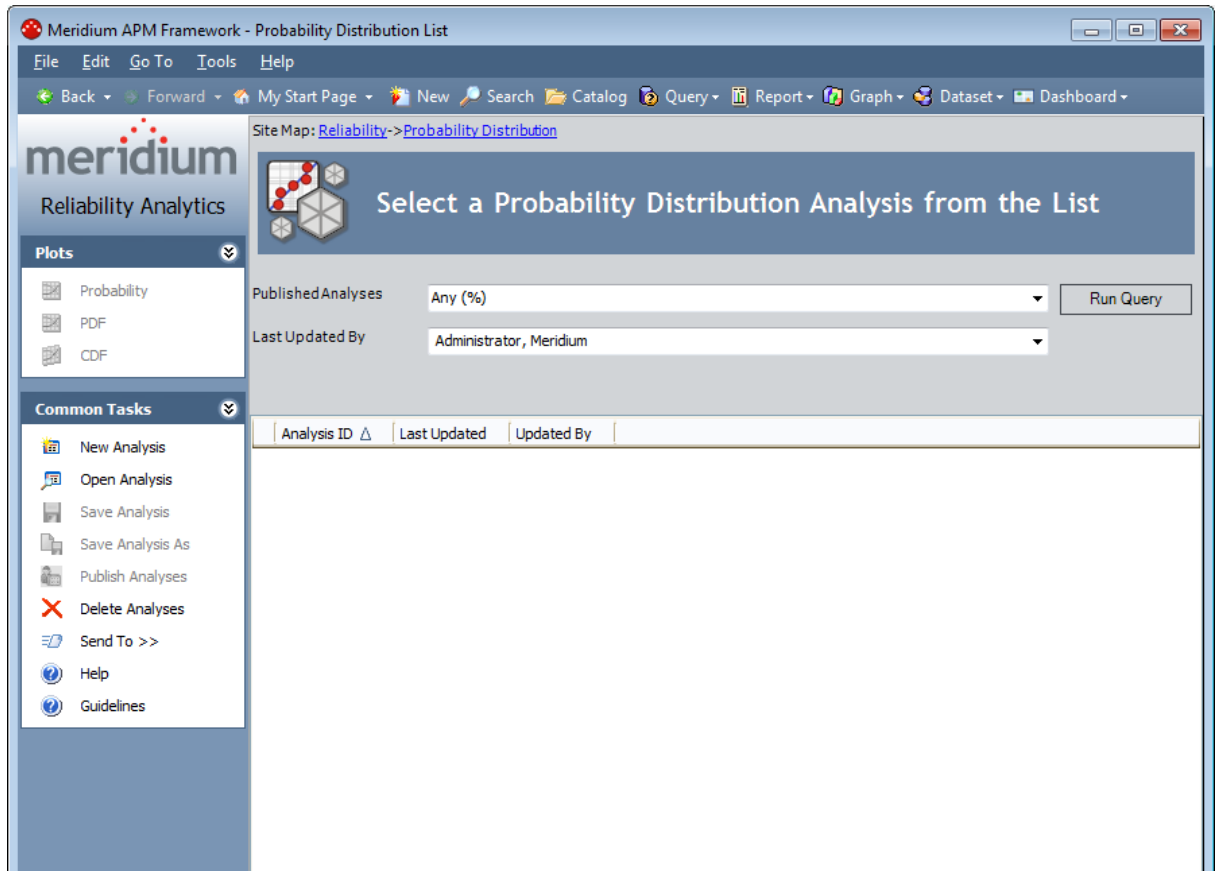 Meridium APM Framework - Probability Distribution List
File Edit Go To Tools Help
Back Forward My Start Page New Search Catalog Query Report Graph Dataset Dashboard
meridium
Reliability Analytics
Site Map: Reliability->Probability Distribution
Select a Probability Distribution Analysis from the List
Plots
Probability
PDF
CDF
Published Analyses Any (%) Run Query
Last Updated By Administrator, Meridium
Common Tasks
New Analysis
Open Analysis
Save Analysis
Save Analysis As
Publish Analyses
Delete Analyses
Send To >>
Help
Guidelines
Analysis ID Last Updated Updated By